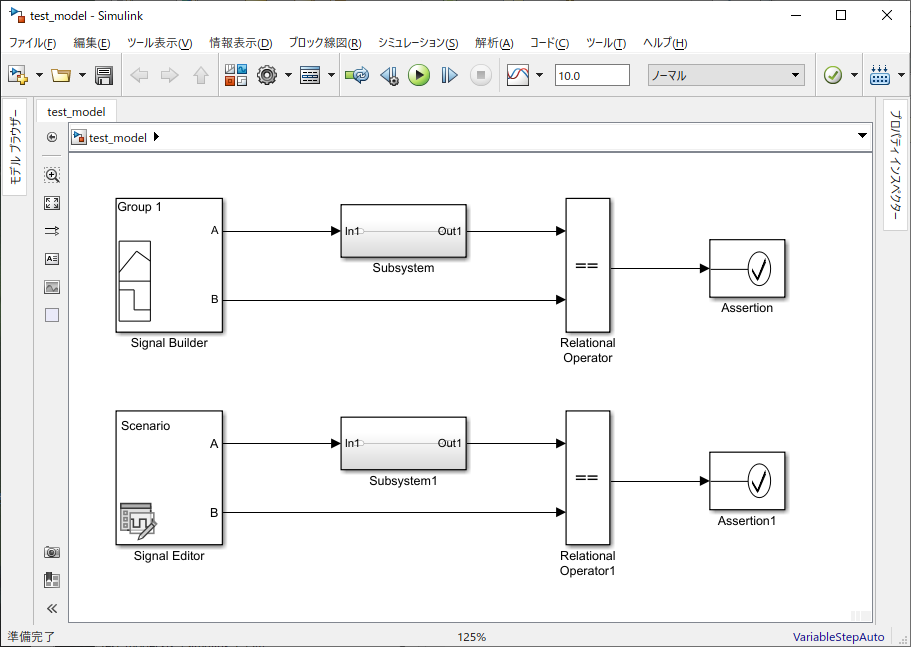 test_model - Simulink
ファイル(F) 編集(E) ツール表示(V) 情報表示(D) ブロック線図(R) シミュレーション(S) 解析(A) コード(C) ツール(T) ヘルプ(H)
10.0 ノーマル
モデル ブラウザー
test_model
test_model
プロパティ インスペクター
Group 1
A
B
Signal Builder
In1 Out1
Subsystem
==
Relational
Operator
Assertion
Scenario
A
B
Signal Editor
In1 Out1
Subsystem1
==
Relational
Operator1
Assertion1
準備完了 125% VariableStepAuto